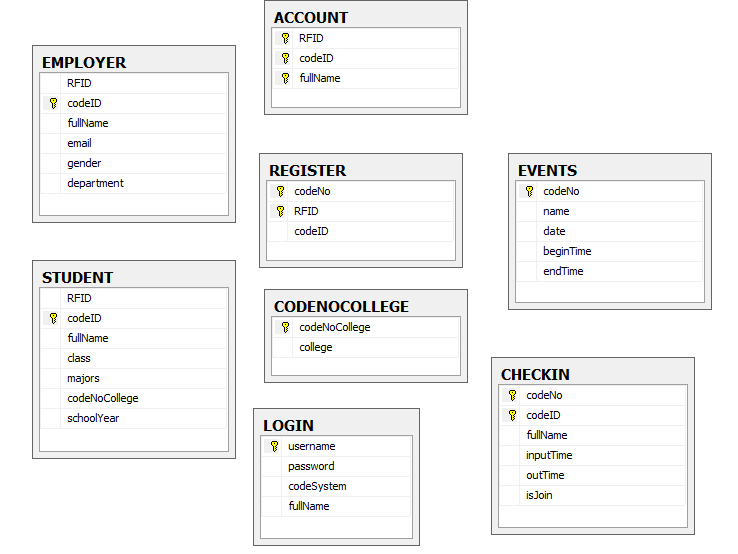 ACCOUNT
RFID
codeID
fullName
EMPLOYER
RFID
codeID
fullName
email
gender
department
REGISTER
codeNo
RFID
codeID
EVENTS
codeNo
name
date
beginTime
endTime
STUDENT
RFID
codeID
fullName
class
majors
codeNoCollege
schoolYear
CODENOCOLLEGE
codeNoCollege
college
CHECKIN
codeNo
codeID
fullName
inputTime
outTime
isJoin
LOGIN
username
password
codeSystem
fullName